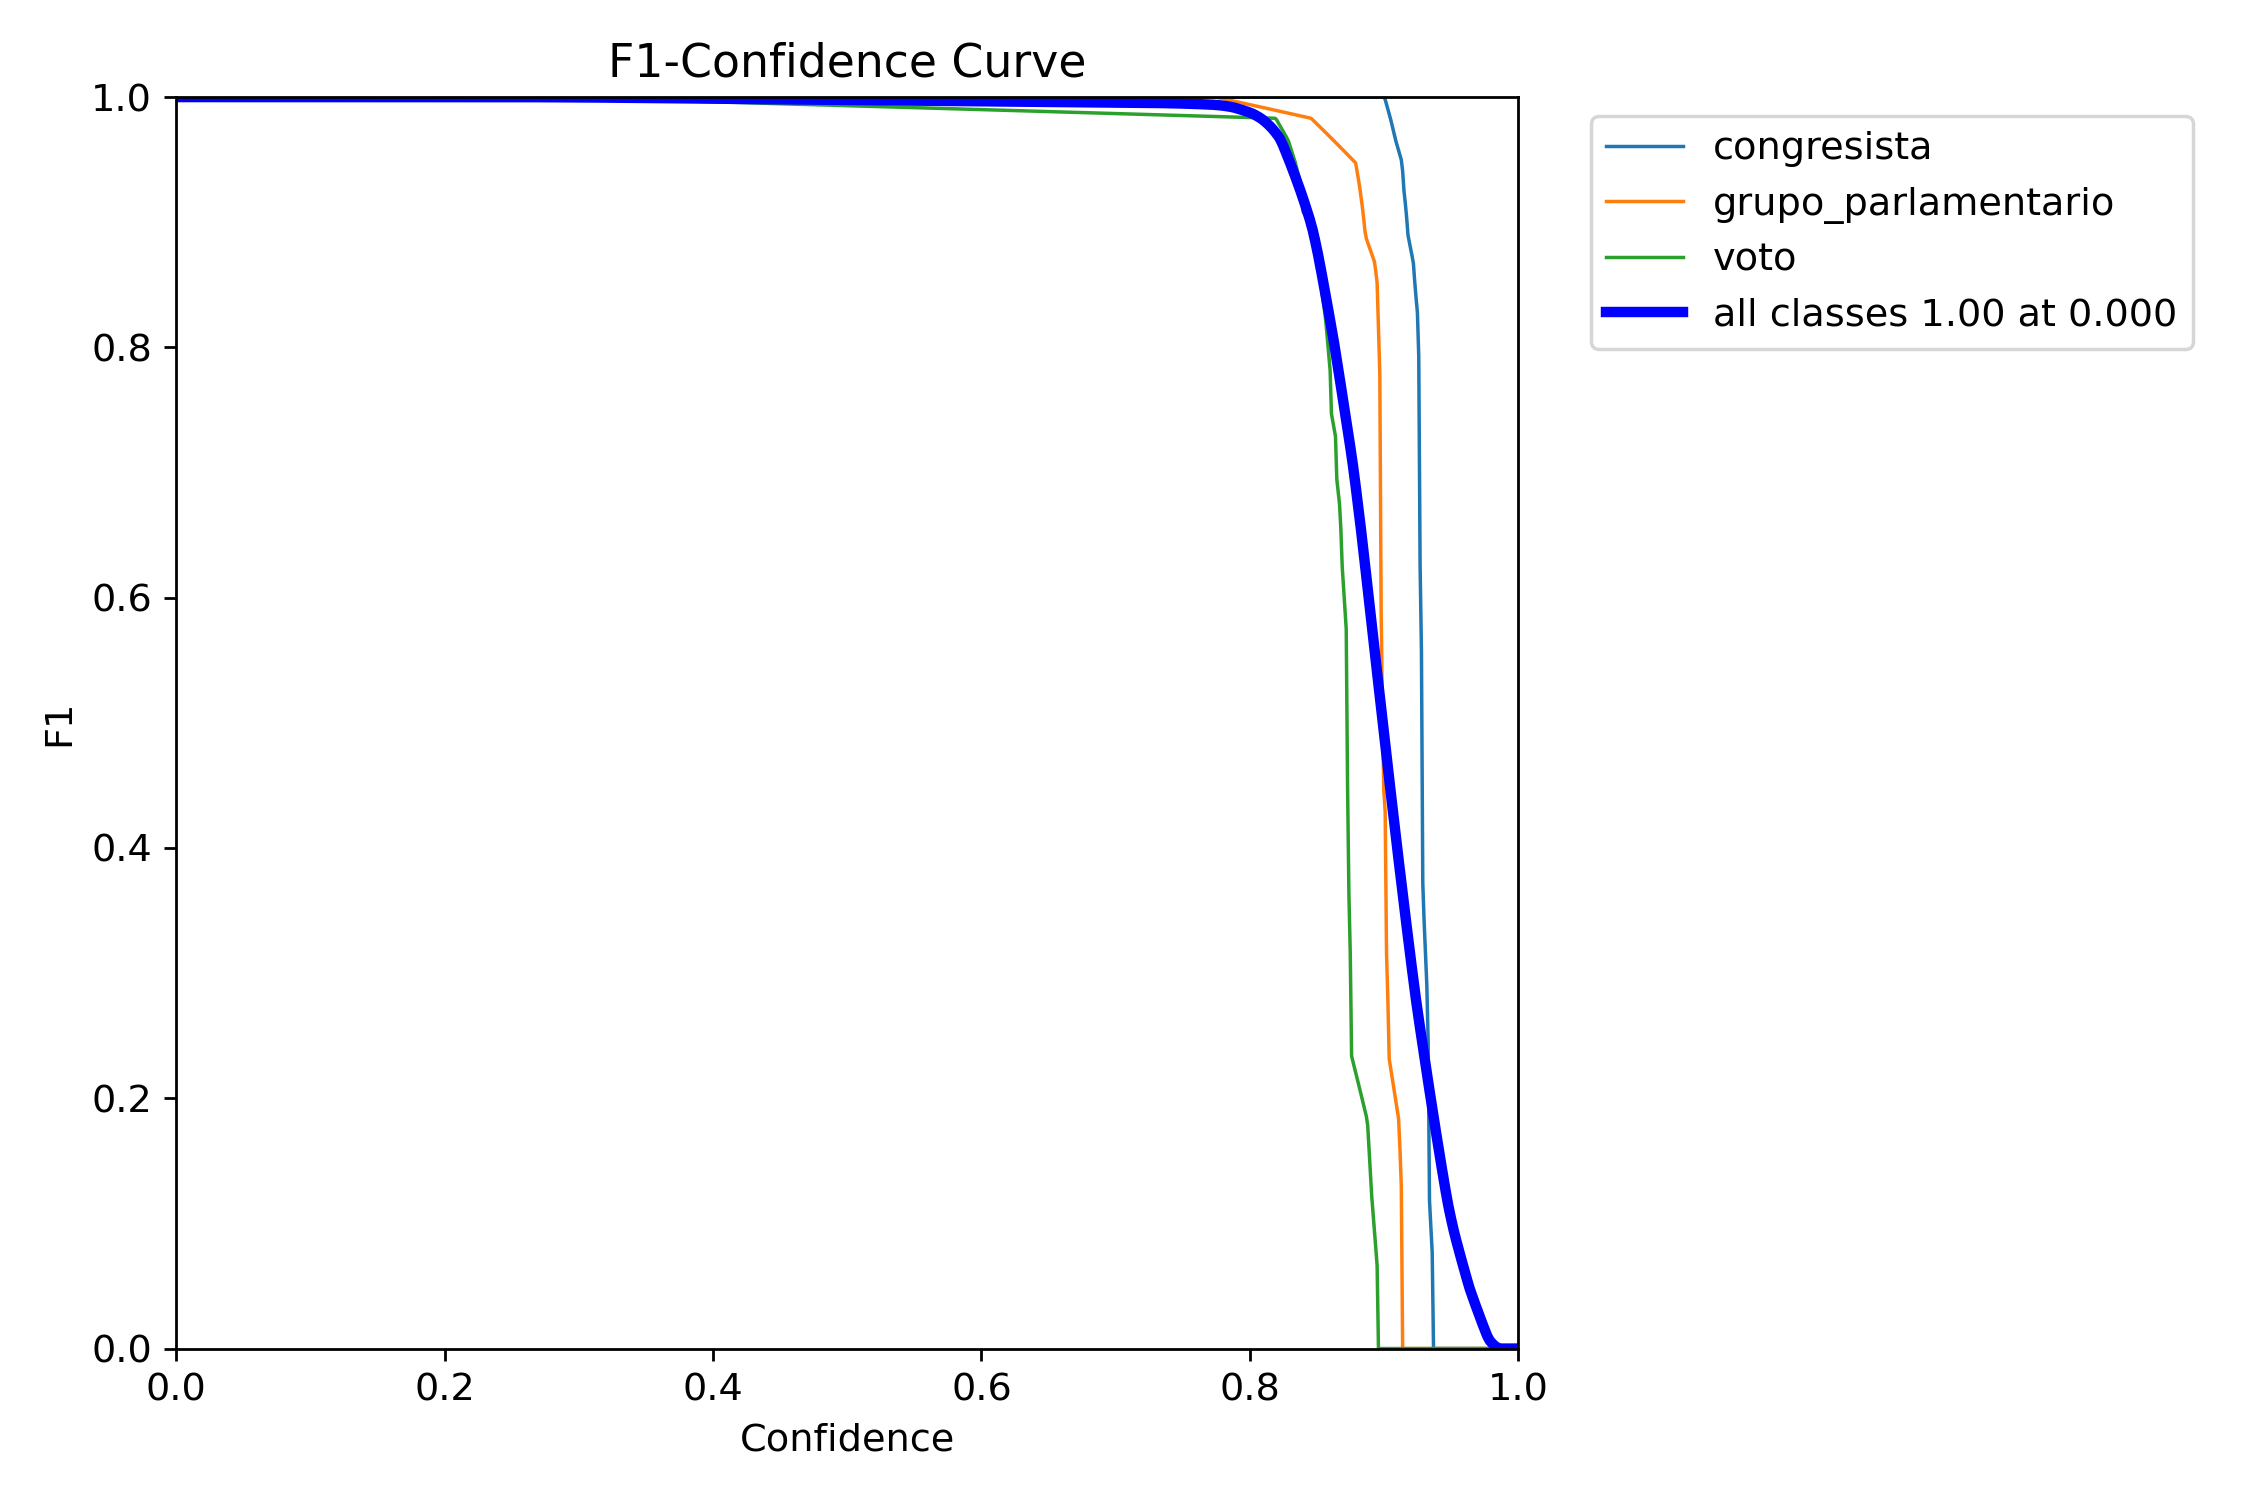 F1-Confidence Curve
1.0
0.8
0.6
0.4
0.2
0.0
F1
0.0 0.2 0.4 0.6 0.8 1.0
Confidence
congresista
grupo_parlamentario
voto
all classes 1.00 at 0.000